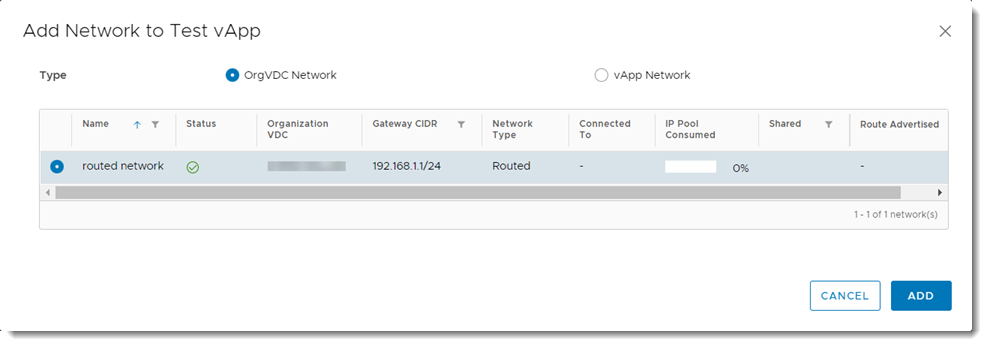 Add Network to Test vApp
Type OrgVDC Network vApp Network
Name Status Organization VDC Gateway CIDR Network Type Connected To IP Pool Consumed Shared Route Advertised
routed network 192.168.1.1/24 Routed - 0% -
1 - 1 of 1 network(s)
CANCEL ADD